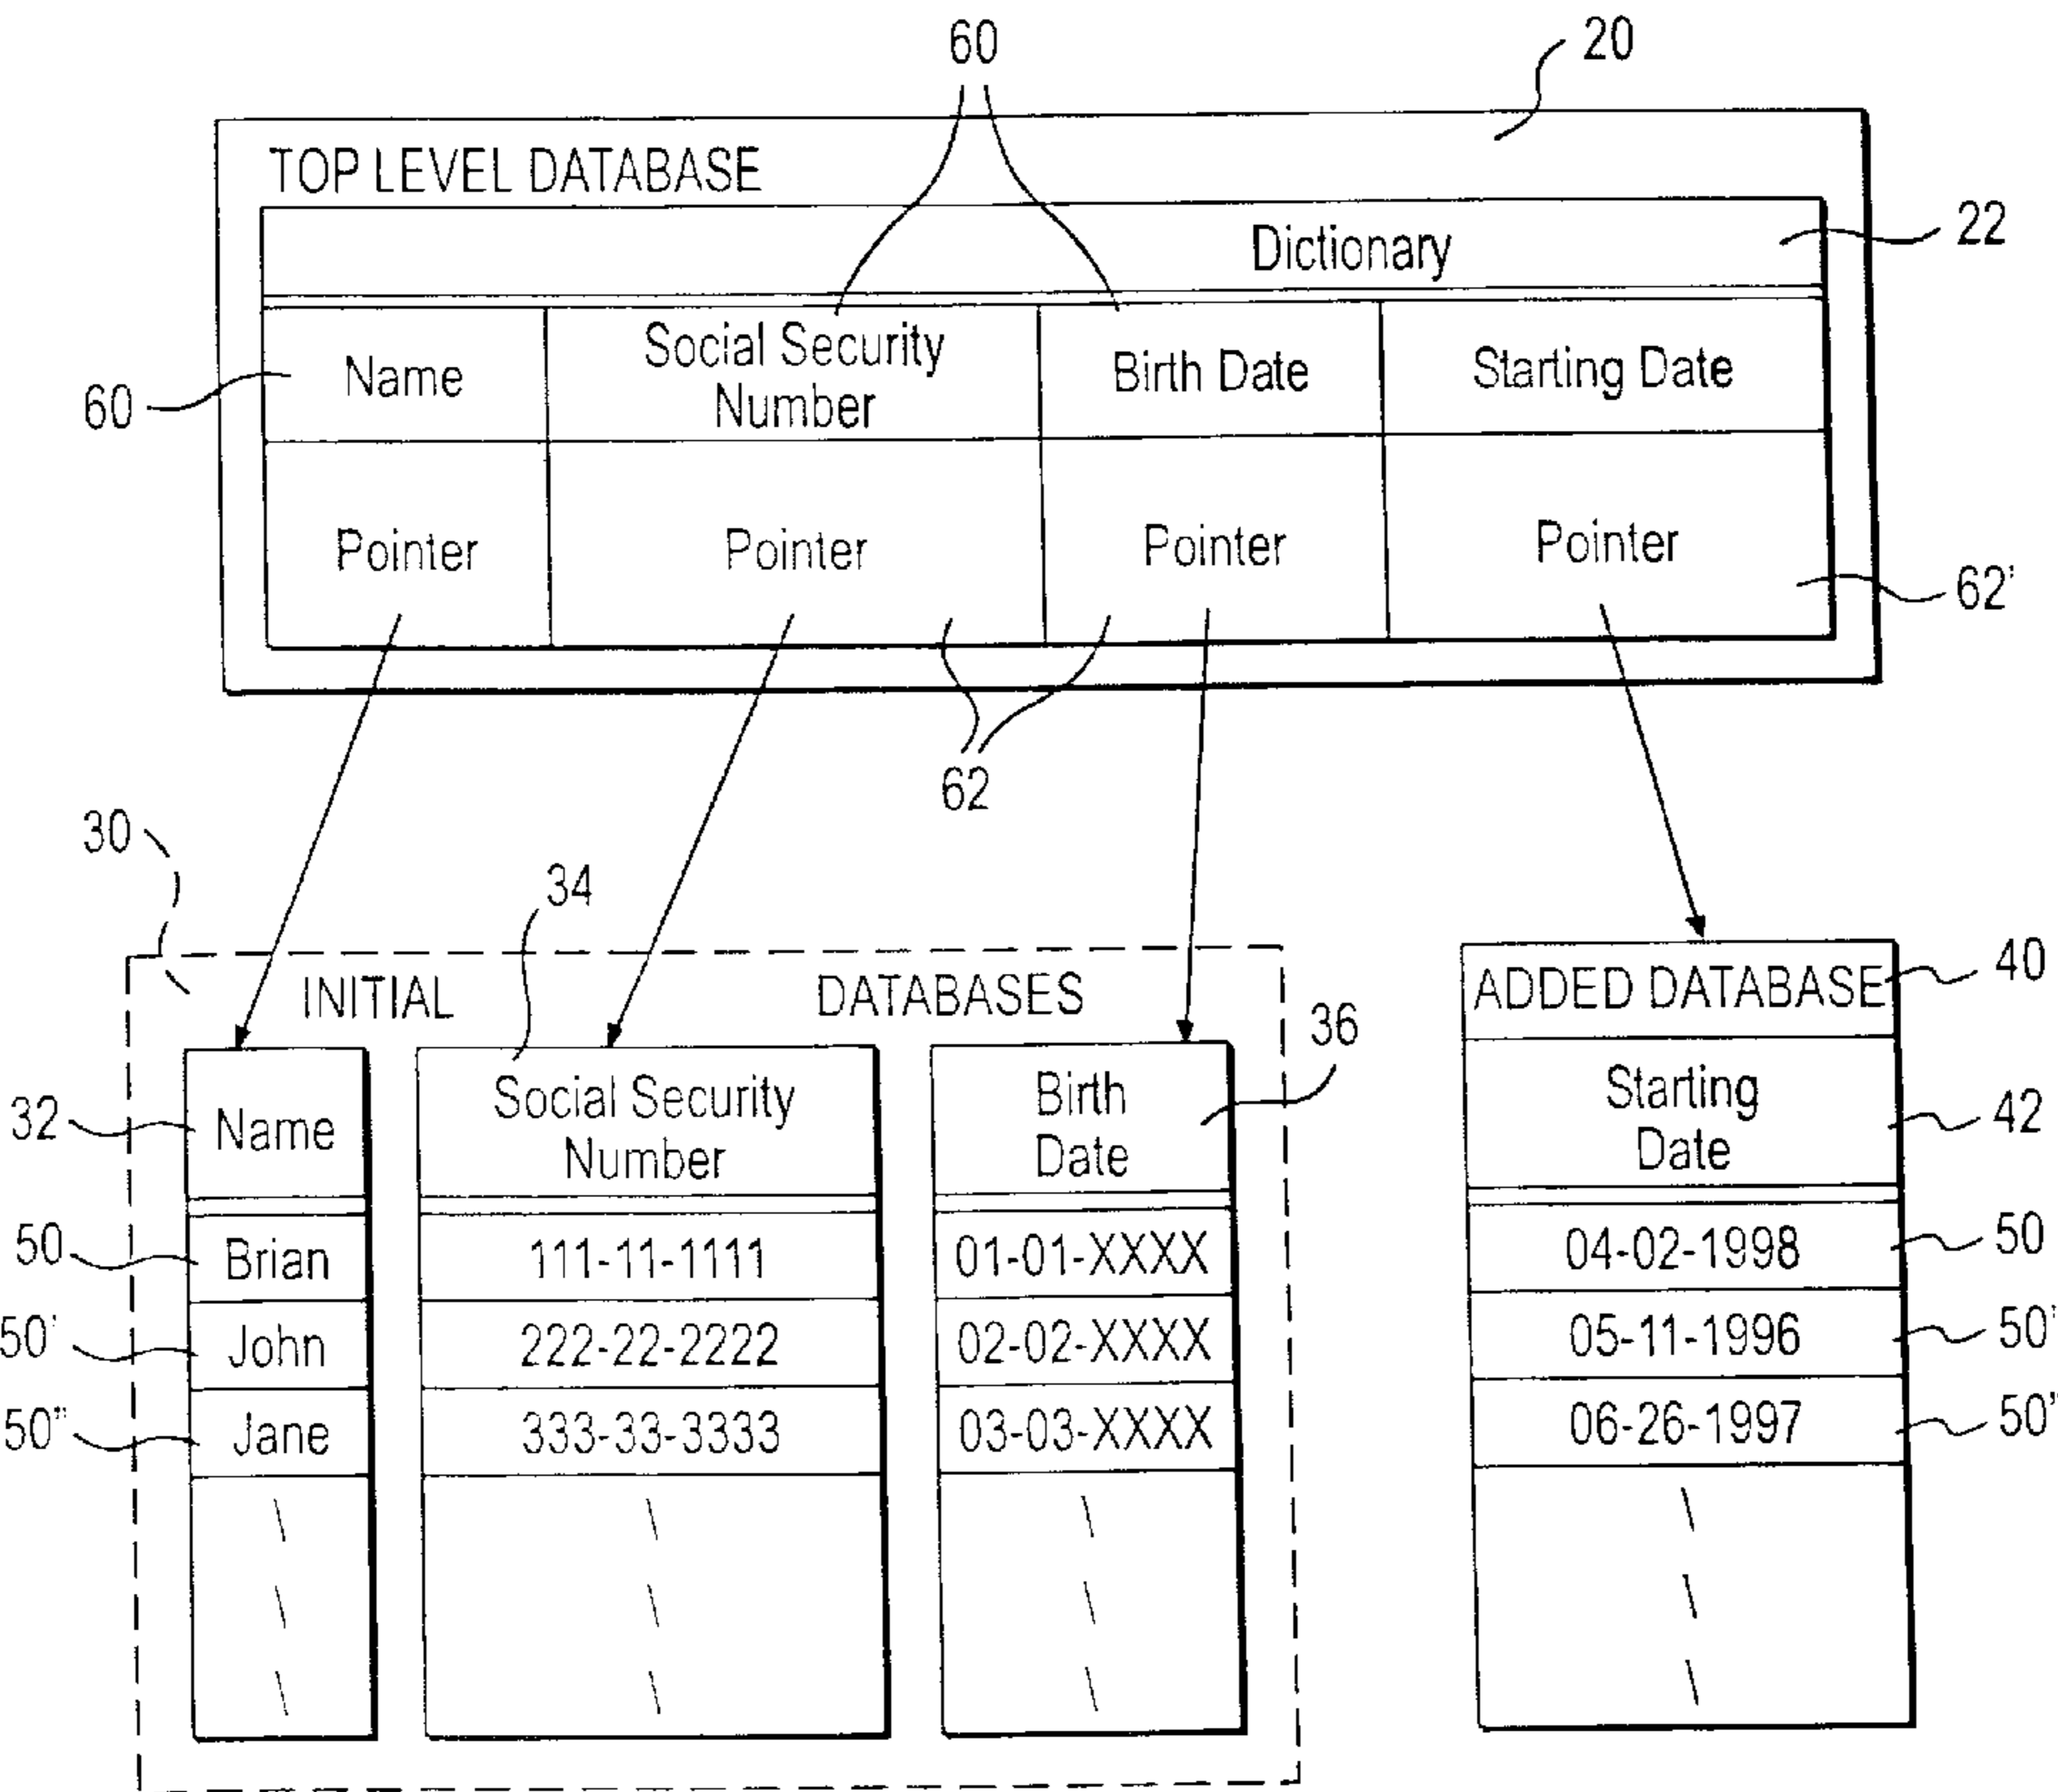 60
20
TOP LEVEL DATABASE
Dictionary
22
60
Name
Social Security
Number
Birth Date
Starting Date
Pointer
Pointer
Pointer
Pointer
62'
62
30
34
INITIAL DATABASES
36
ADDED DATABASE
40
32
Name
Social Security
Number
Birth
Date
Starting
Date
42
50
Brian
111-11-1111
01-01-XXXX
04-02-1998
50
50'
John
222-22-2222
02-02-XXXX
05-11-1996
50'
50"
Jane
333-33-3333
03-03-XXXX
06-26-1997
50"